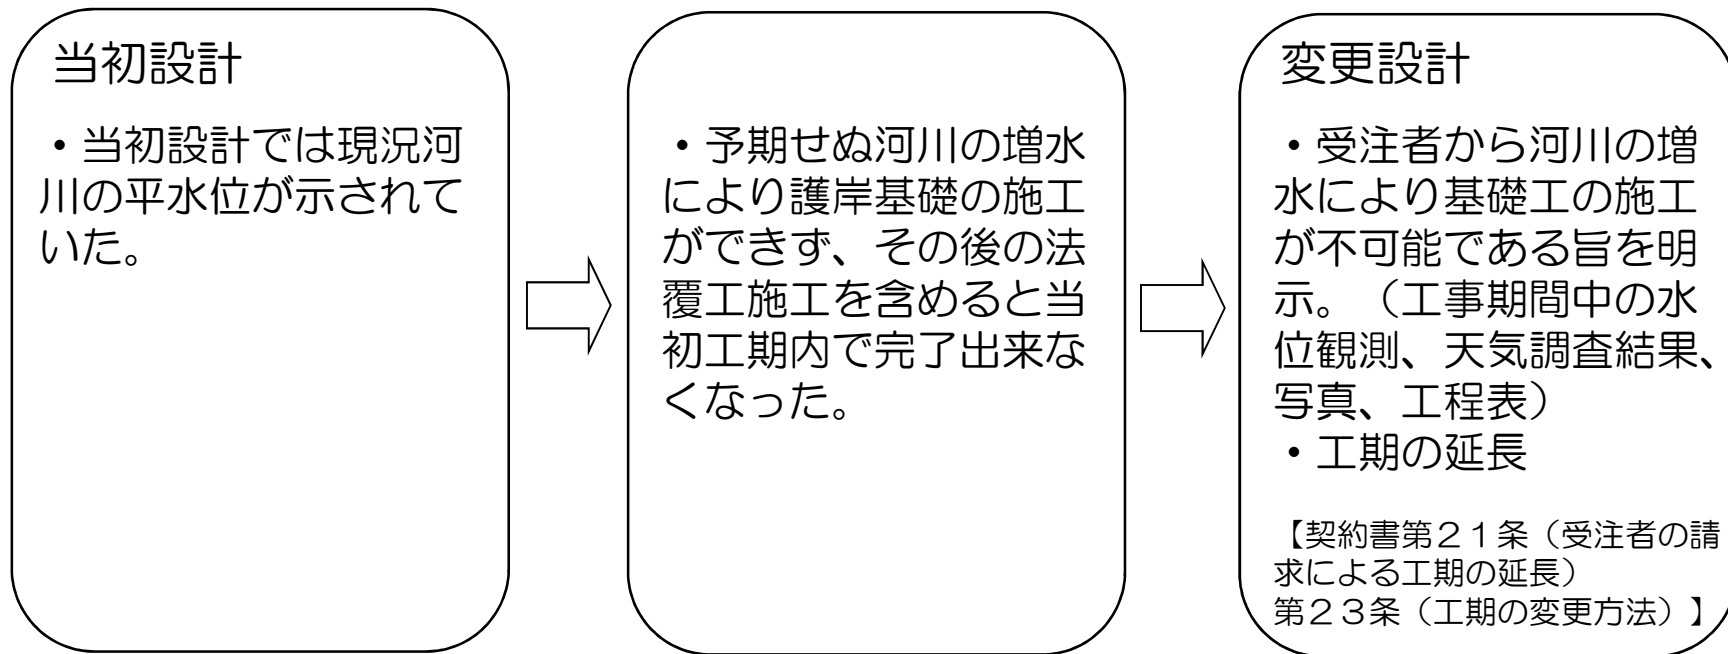 当初設計
・当初設計では現況河
川の平水位が示されて
いた。
・予期せぬ河川の増水
により護岸基礎の施工
ができず、その後の法
覆工施工を含めると当
初工期内で完了出来な
くなった。
変更設計
・受注者から河川の増
水により基礎工の施工
が不可能である旨を明
示。（工事期間中の水
位観測、天気調査結果、
写真、工程表）
・工期の延長
【契約書第２１条（受注者の請
求による工期の延長）
第２３条（工期の変更方法）】